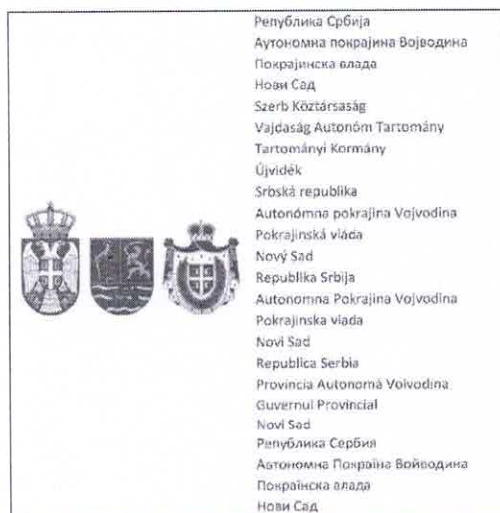 Република Србија
Аутономна покрајина Војводина
Покрајинска влада
Нови Сад
Szerb Köztársaság
Vajdaság Autonóm Tartomány
Tartományi Kormány
Újvidék
Srbská republika
Autonómna pokrajina Vojvodina
Pokrajinská vláda
Nový Sad
Republika Srbija
Autonomna Pokrajina Vojvodina
Pokrajinska vlada
Novi Sad
Republica Serbia
Provincia Autonomă Voivodina
Guvernul Provincial
Novi Sad
Република Сербия
Автономна Покраїна Войводина
Покраїнска влада
Нови Сад